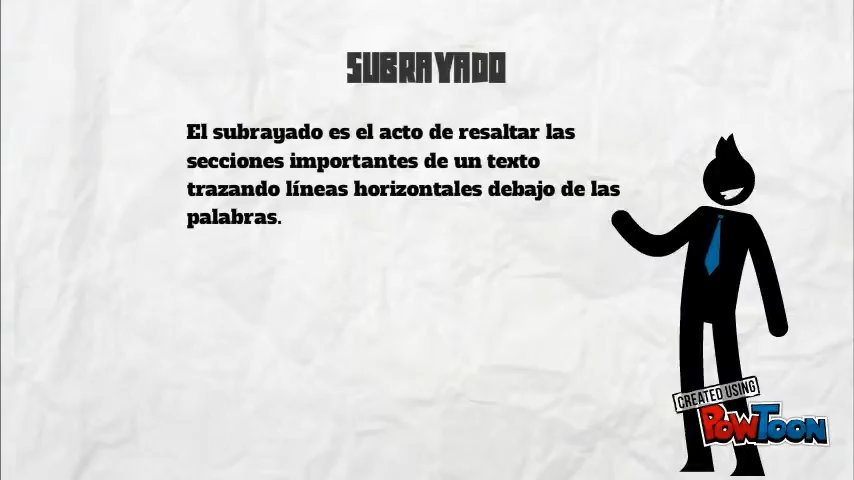 SUBRAYADO
El subrayado es el acto de resaltar las
secciones importantes de un texto
trazando líneas horizontales debajo de las
palabras.
CREATED USING
POWTOON